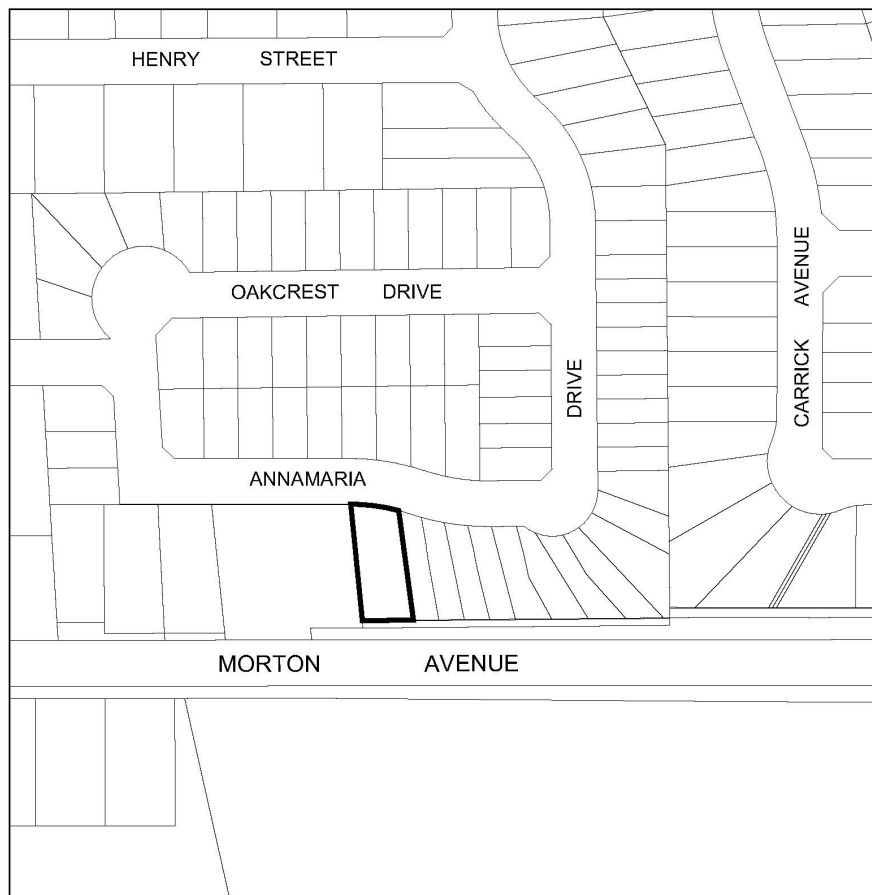 HENRY STREET
OAKCREST DRIVE
CARRICK AVENUE
DRIVE
ANNAMARIA
MORTON AVENUE